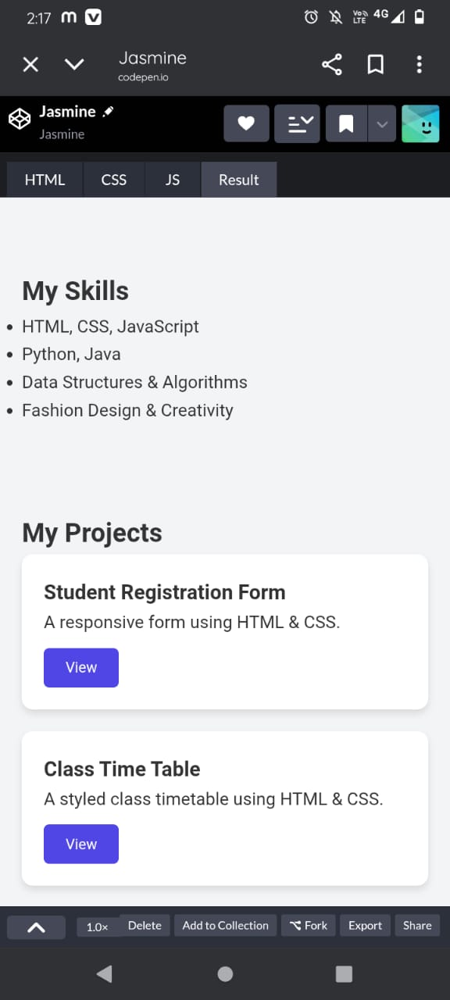 2:17 m V Vo LTE 4G
Jasmine
codepen.io
Jasmine
Jasmine
HTML CSS JS Result
My Skills
• HTML, CSS, JavaScript
• Python, Java
• Data Structures & Algorithms
• Fashion Design & Creativity
My Projects
Student Registration Form
A responsive form using HTML & CSS.
View
Class Time Table
A styled class timetable using HTML & CSS.
View
1.0× Delete Add to Collection Fork Export Share